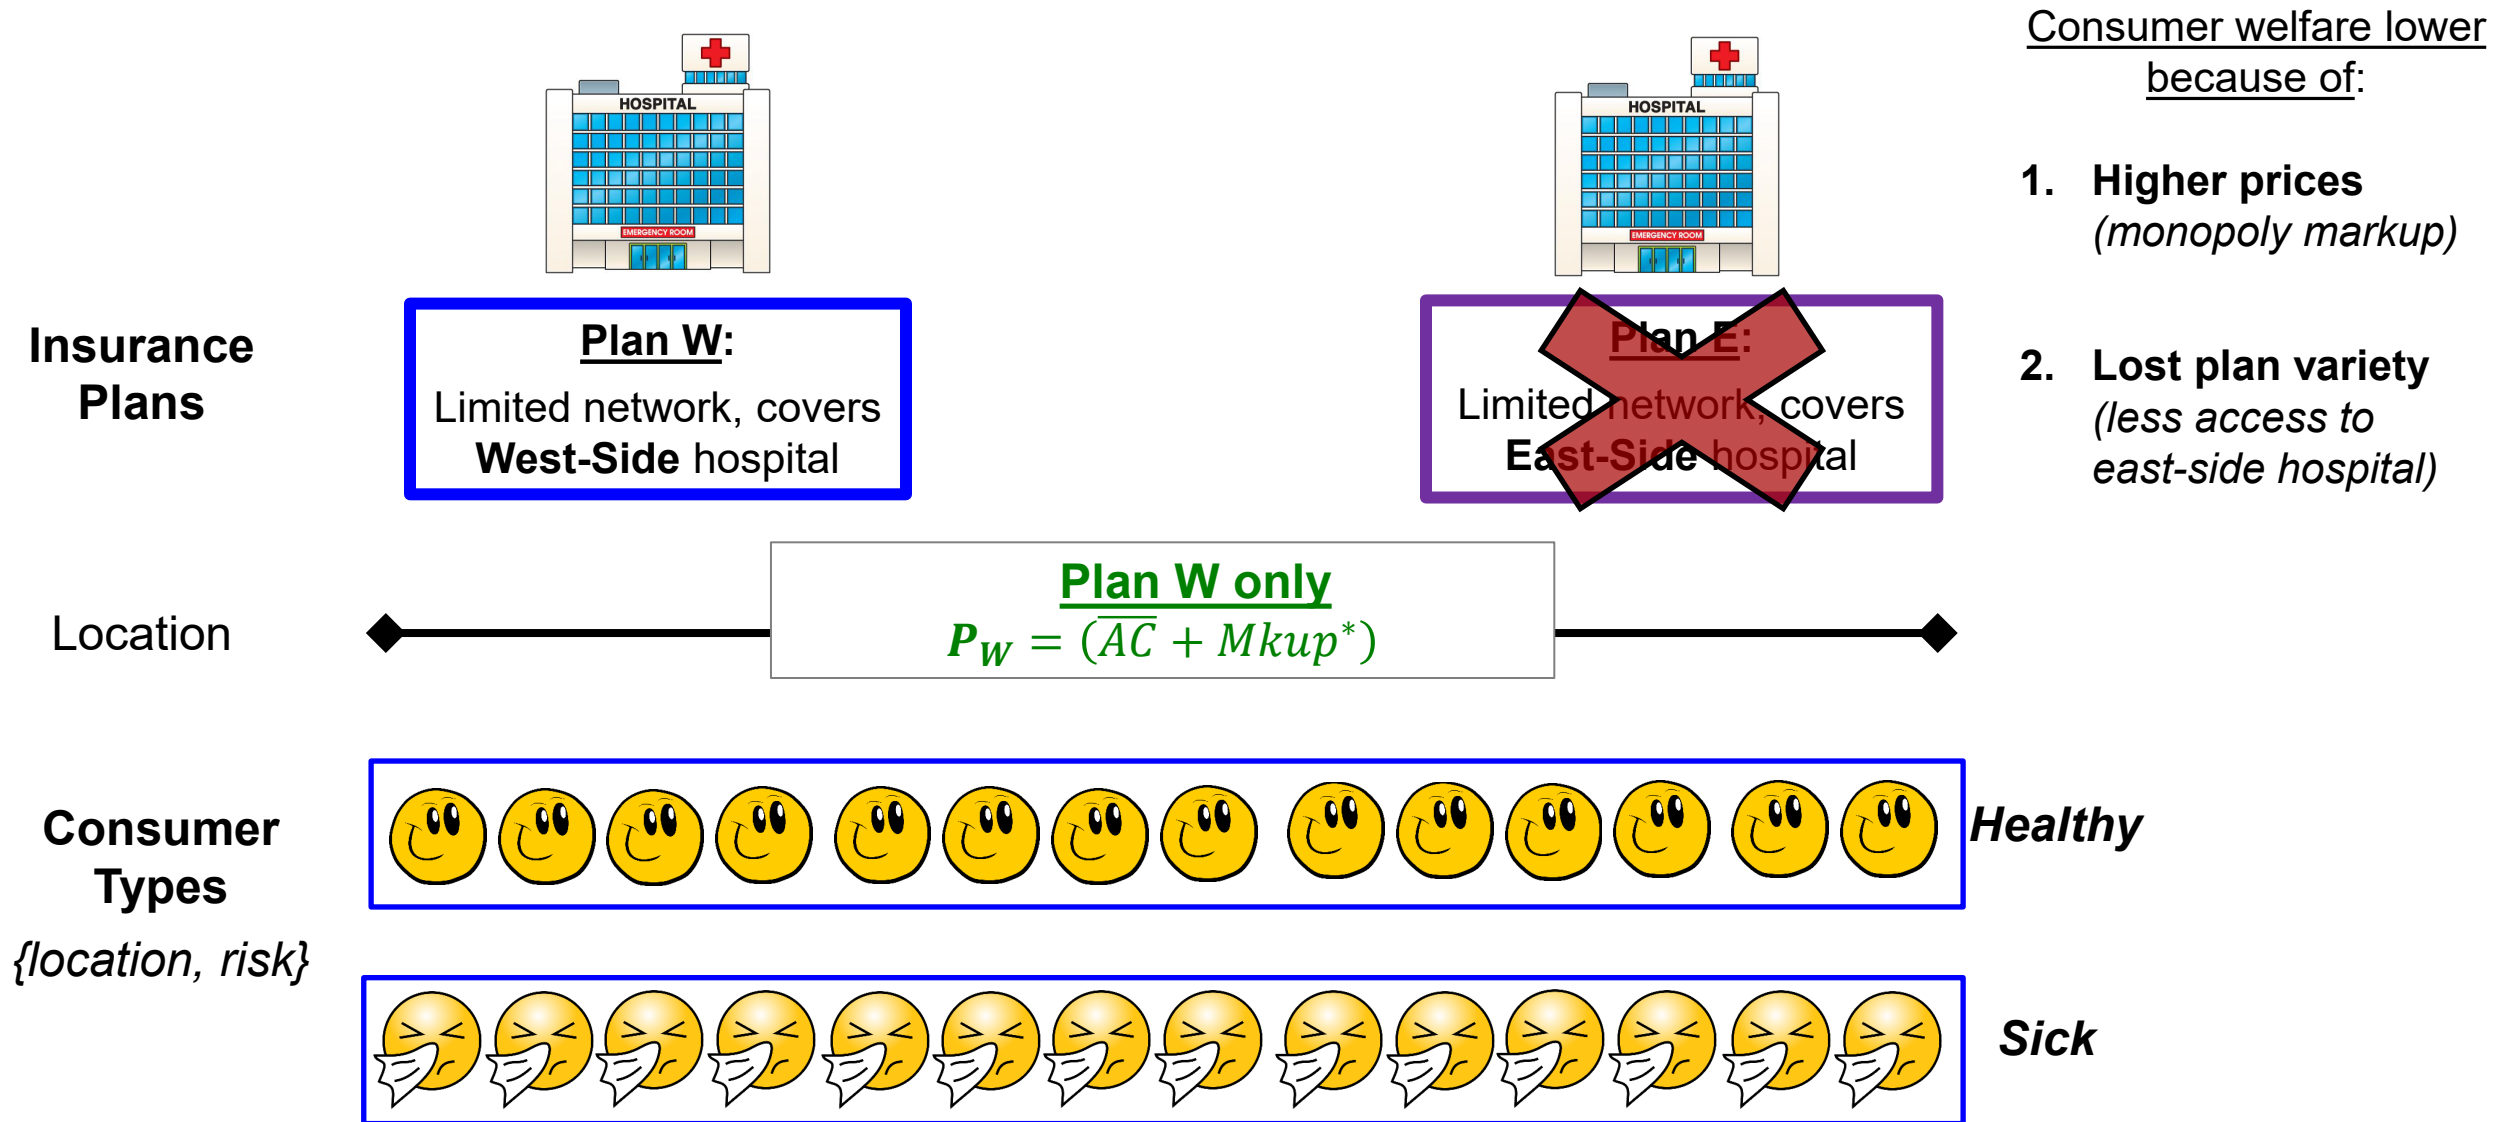 Consumer welfare lower
because of:
HOSPITAL
HOSPITAL
1. Higher prices
(monopoly markup)
EMERGENCY ROOM
EMERGENCY ROOM
Insurance
Plans
Plan W:
Limited network, covers
West-Side hospital
Plan E:
Limited network, covers
East-Side hospital
2. Lost plan variety
(less access to
east-side hospital)
Location
Plan W only
P_W = (\overline{AC} + Mkup^*)
Consumer
Types
{location, risk}
Healthy
Sick